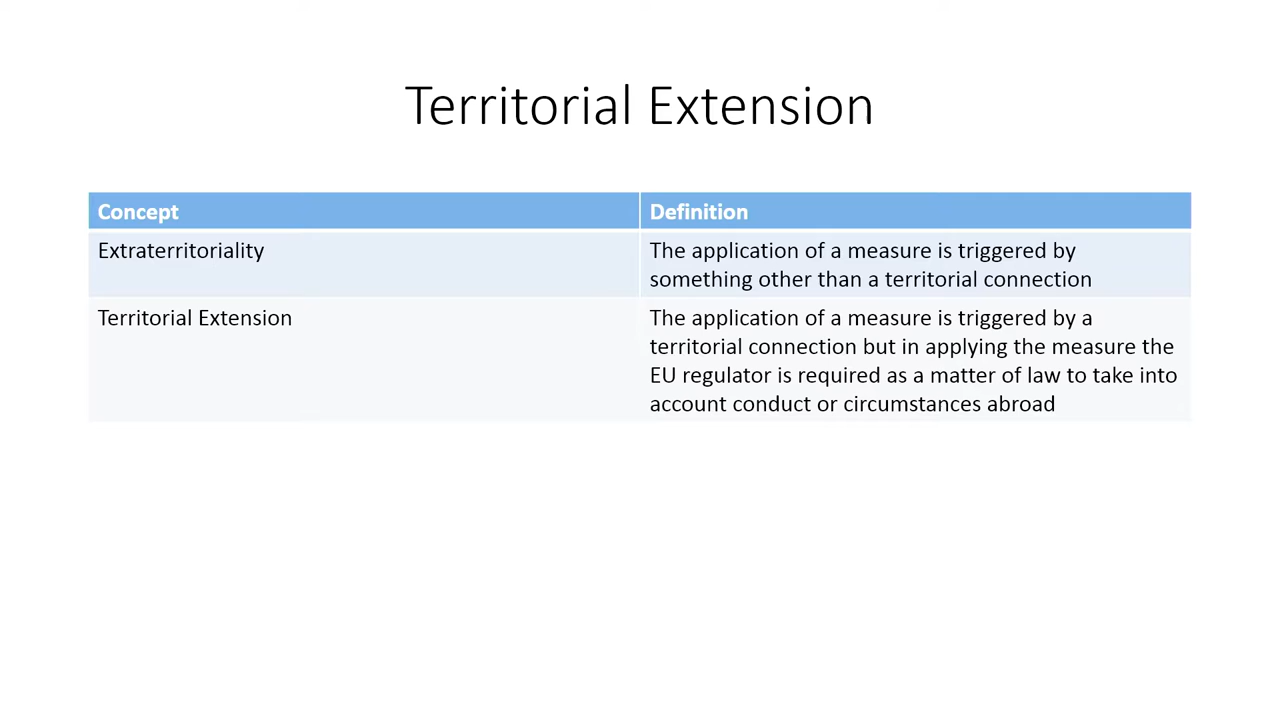 Territorial Extension
Concept
Definition
Extraterritoriality
The application of a measure is triggered by
something other than a territorial connection
Territorial Extension
The application of a measure is triggered by a
territorial connection but in applying the measure the
EU regulator is required as a matter of law to take into
account conduct or circumstances abroad